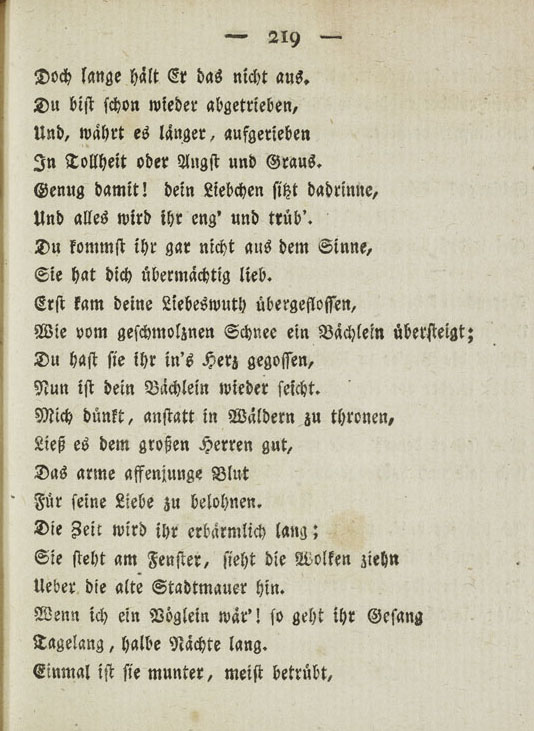 — 219 —
Doch lange hält Er das nicht aus.
Du bist schon wieder abgetrieben,
Und, währt es länger, aufgerieben
In Tollheit oder Angst und Graus.
Genug damit! dein Liebchen sitzt dadrinne,
Und alles wird ihr eng' und trüb'.
Du kommst ihr gar nicht aus dem Sinne,
Sie hat dich übermächtig lieb.
Erst kam deine Liebeswuth übergeflossen,
Wie vom geschmolznen Schnee ein Bächlein übersteigt;
Du hast sie ihr in's Herz gegossen,
Nun ist dein Bächlein wieder seicht.
Mich dünkt, anstatt in Wäldern zu thronen,
Ließ es dem großen Herren gut,
Das arme affenjunge Blut
Für seine Liebe zu belohnen.
Die Zeit wird ihr erbärmlich lang;
Sie steht am Fenster, sieht die Wolken ziehn
Ueber die alte Stadtmauer hin.
Wenn ich ein Vöglein wär'! so geht ihr Gesang
Tagelang, halbe Nächte lang.
Einmal ist sie munter, meist betrübt,